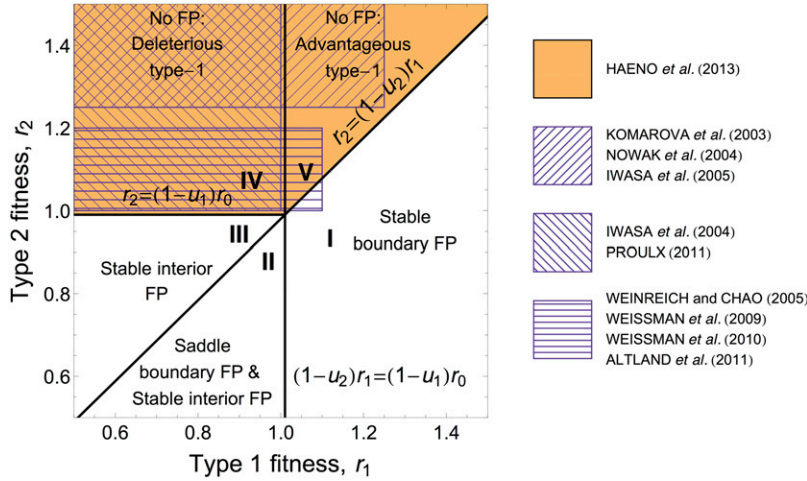 No FP:
Deleterious
type−1
No FP:
Advantageous
type−1
r2=(1−u2)r1
IV
V
r2=(1−u1)r0
III
II
I
Stable
boundary FP
Stable interior
FP
Saddle
boundary FP &
Stable interior FP
(1−u2)r1=(1−u1)r0
1.4
1.2
1.0
0.8
0.6
Type 2 fitness, r2
0.6 0.8 1.0 1.2 1.4
Type 1 fitness, r1
HAENO et al. (2013)
KOMAROVA et al. (2003)
NOWAK et al. (2004)
IWASA et al. (2005)
IWASA et al. (2004)
PROULX (2011)
WEINREICH and CHAO (2005)
WEISSMAN et al. (2009)
WEISSMAN et al. (2010)
ALTLAND et al. (2011)